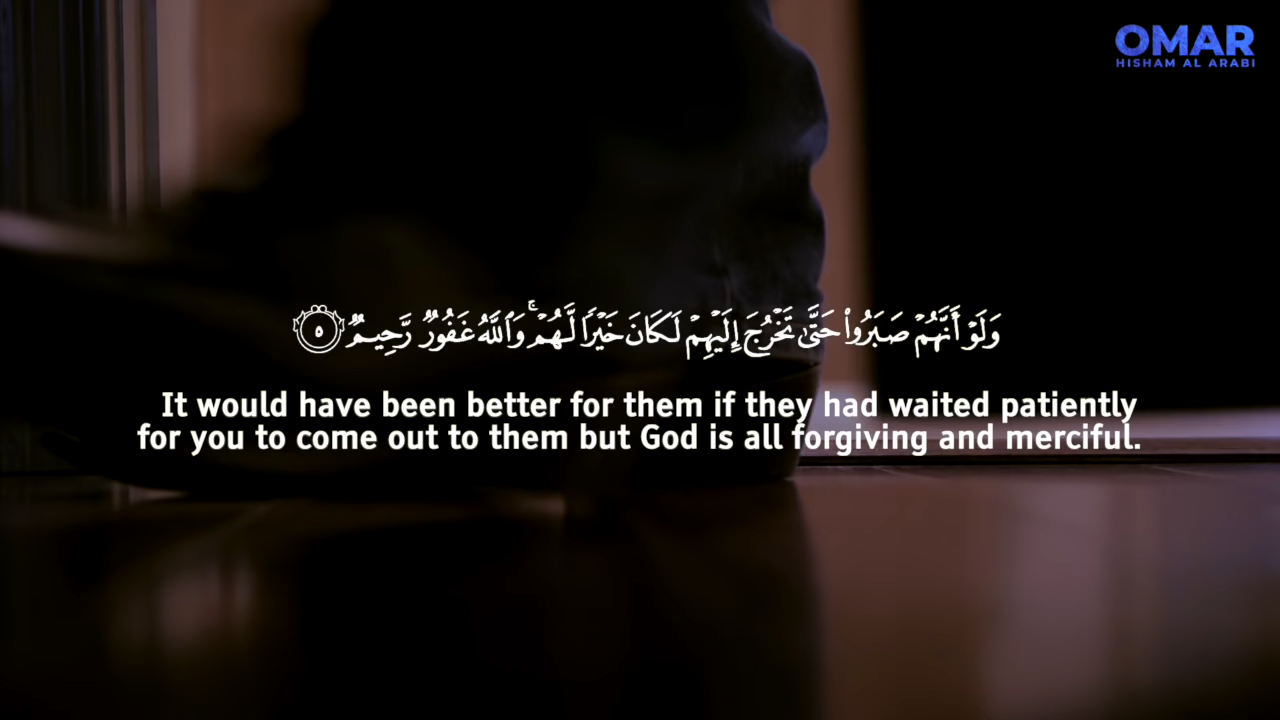 OMAR
HISHAM AL ARABI
وَلَوْ أَنَّهُمْ صَبَرُوا۟ حَتَّىٰ تَخْرُجَ إِلَيْهِمْ لَكَانَ خَيْرًا لَّهُمْ ۚ وَٱللَّهُ غَفُورٌ رَّحِيمٌ ٥
It would have been better for them if they had waited patiently
for you to come out to them but God is all forgiving and merciful.